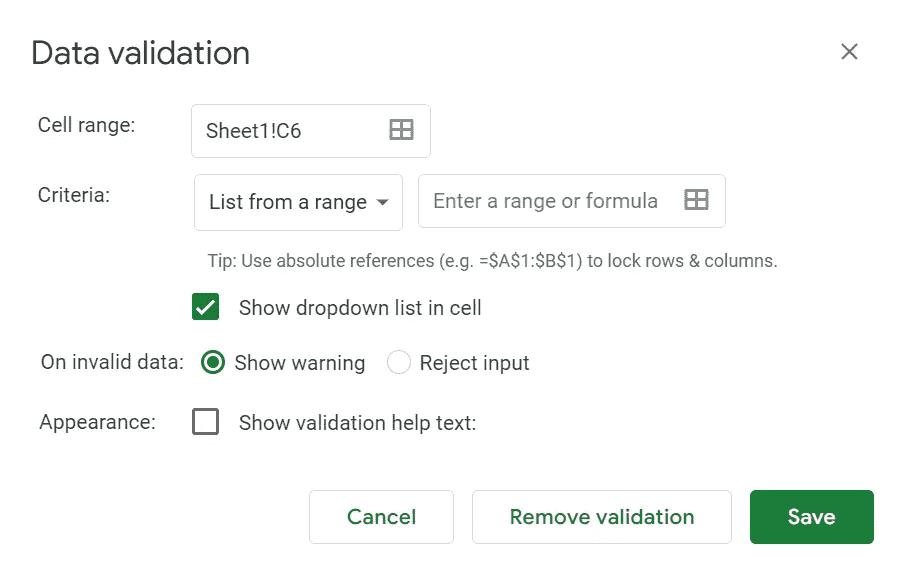 Data validation
Cell range: Sheet1!C6
Criteria: List from a range Enter a range or formula
Tip: Use absolute references (e.g. =$A$1:$B$1) to lock rows & columns.
Show dropdown list in cell
On invalid data: Show warning Reject input
Appearance: Show validation help text:
Cancel Remove validation Save